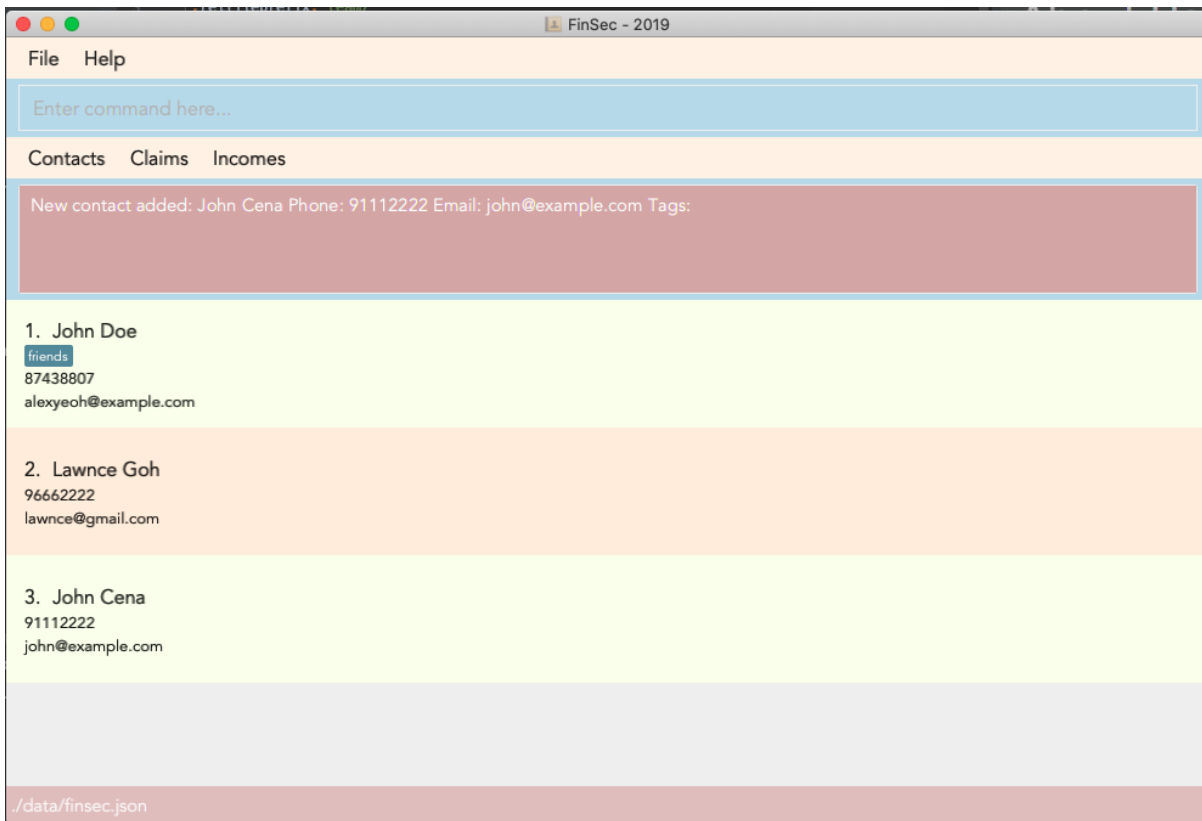 FinSec - 2019
File Help
Enter command here...
Contacts Claims Incomes
New contact added: John Cena Phone: 91112222 Email: john@example.com Tags:
1. John Doe
friends
87438807
alexyeoh@example.com
2. Lawnce Goh
96662222
lawnce@gmail.com
3. John Cena
91112222
john@example.com
./data/finsec.json